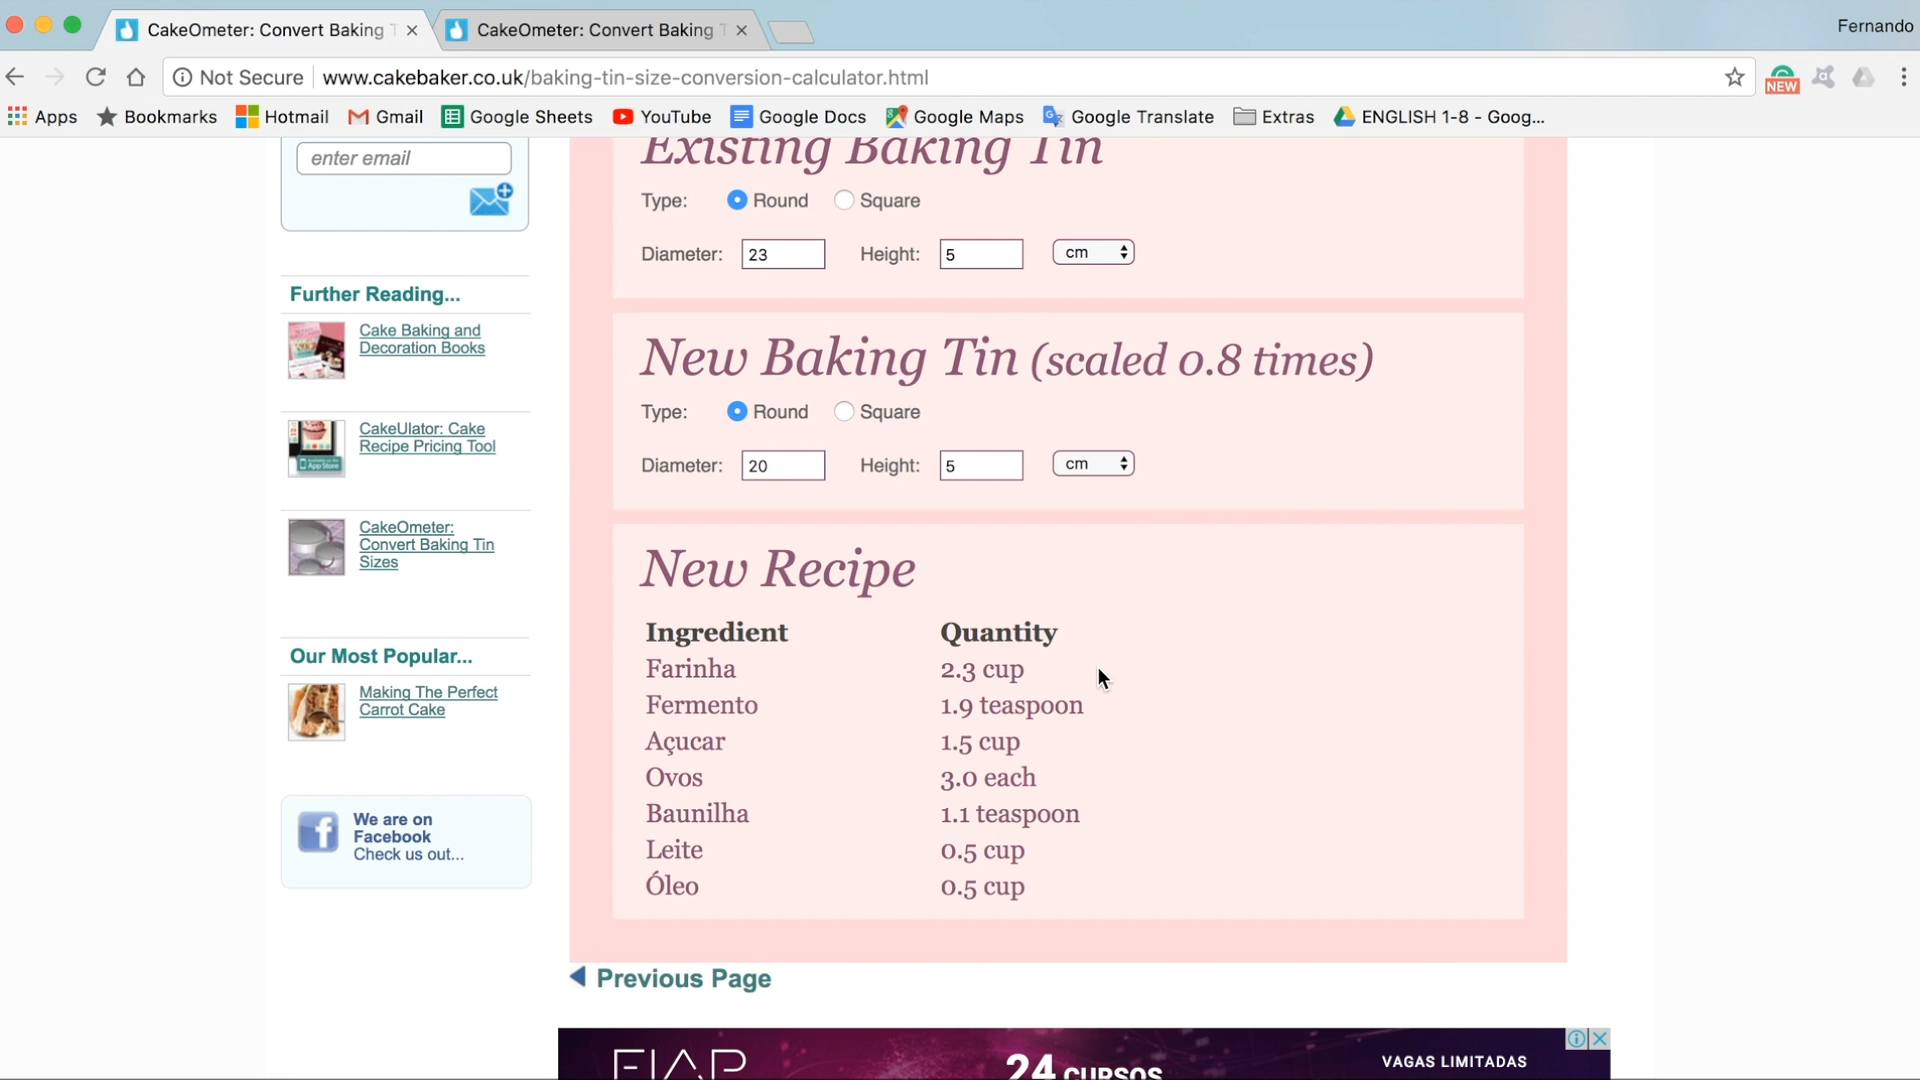 CakeOmeter: Convert Baking T
CakeOmeter: Convert Baking T
Fernando
Not Secure
www.cakebaker.co.uk/baking-tin-size-conversion-calculator.html
NEW
Apps
Bookmarks
Hotmail
Gmail
Google Sheets
YouTube
Google Docs
Google Maps
Google Translate
Extras
ENGLISH 1-8 - Goog...
enter email
Further Reading...
Cake Baking and
Decoration Books
CakeUlator: Cake
Recipe Pricing Tool
CakeOmeter:
Convert Baking Tin
Sizes
Our Most Popular...
Making The Perfect
Carrot Cake
We are on
Facebook
Check us out...
Existing Baking Tin
Type: Round Square
Diameter: 23 Height: 5 cm
New Baking Tin (scaled 0.8 times)
Type: Round Square
Diameter: 20 Height: 5 cm
New Recipe
Ingredient Quantity
Farinha 2.3 cup
Fermento 1.9 teaspoon
Açucar 1.5 cup
Ovos 3.0 each
Baunilha 1.1 teaspoon
Leite 0.5 cup
Óleo 0.5 cup
Previous Page
FIAP
24 CURSOS
VAGAS LIMITADAS